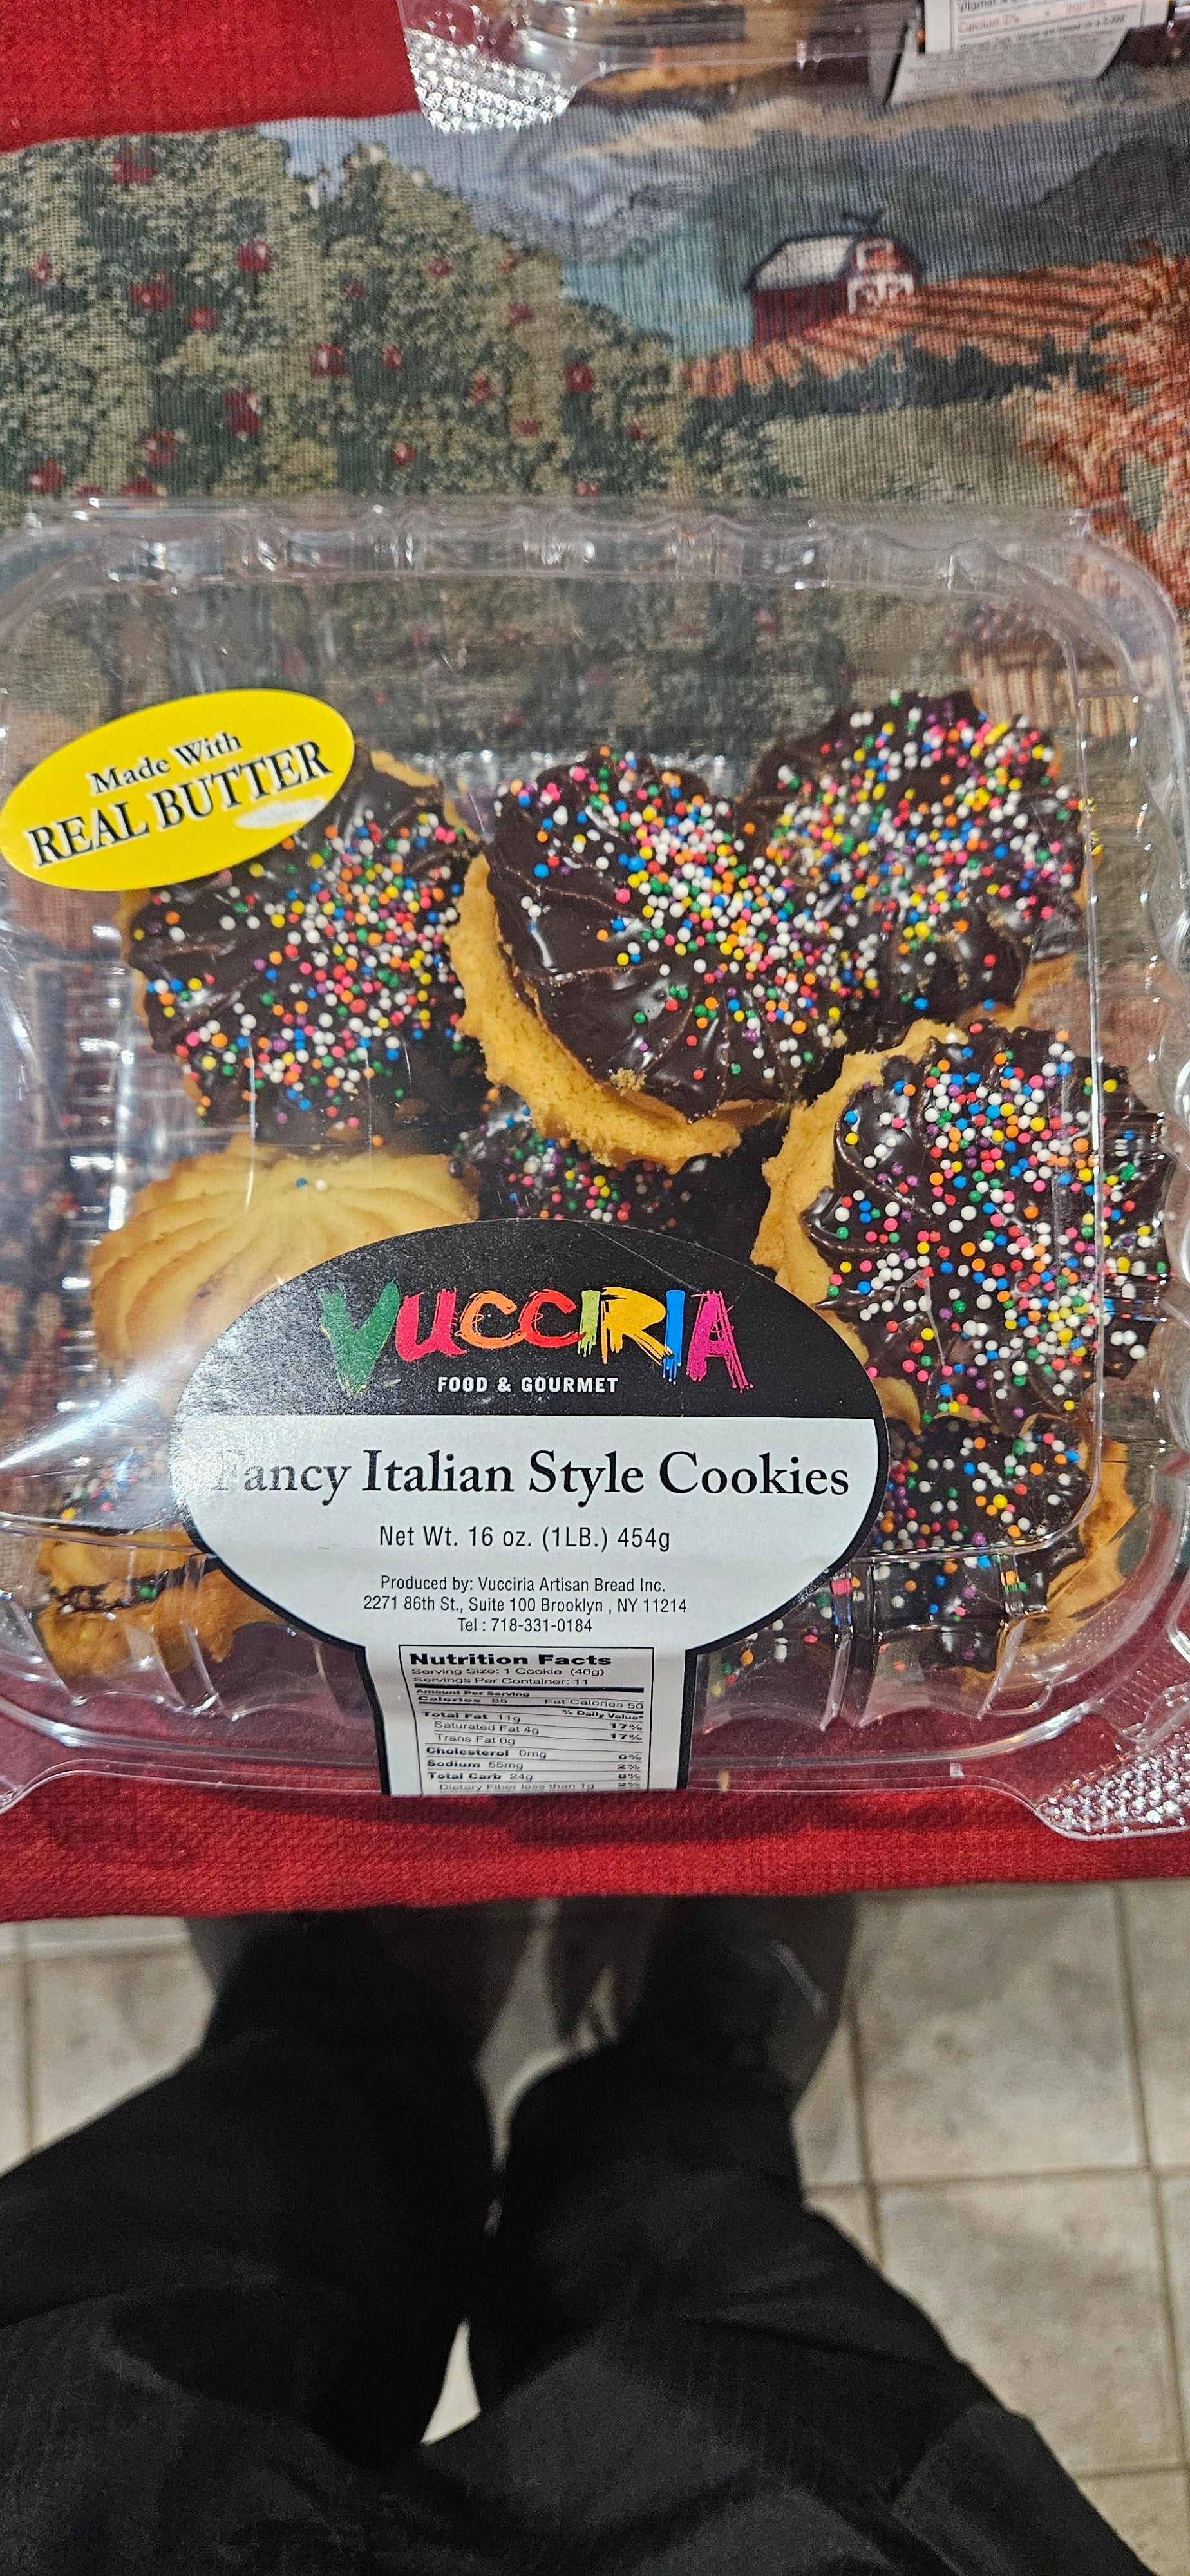 Calcium 0%
Made With
REAL BUTTER
VUCCIRIA
FOOD & GOURMET
Fancy Italian Style Cookies
Net Wt. 16 oz. (1LB.) 454g
Produced by: Vucciria Artisan Bread Inc.
2271 86th St., Suite 100 Brooklyn , NY 11214
Tel : 718-331-0184
Nutrition Facts
Serving Size: 1 Cookie (40g)
Servings Per Container: 11
Amount Per Serving
Calories 85 Fat Calories 50
% Daily Value*
Total Fat 11g 17%
Saturated Fat 4g 17%
Trans Fat 0g
Cholesterol 0mg 0%
Sodium 55mg 2%
Total Carb 24g 8%
Dietary Fiber less than 1g 2%